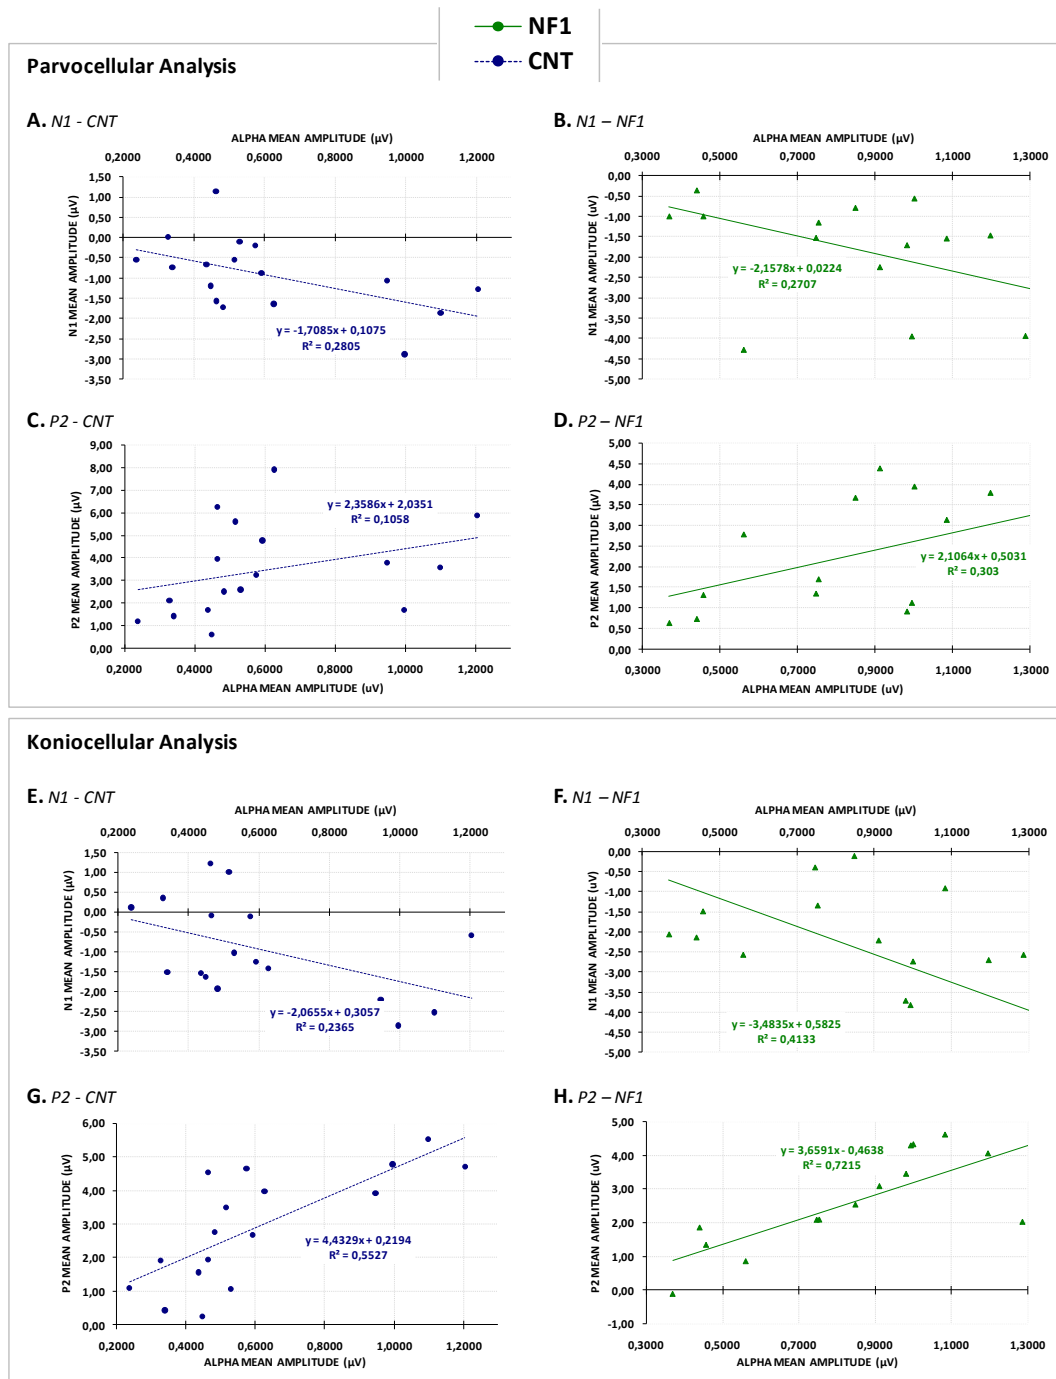 NF1
CNT
Parvocellular Analysis
A. N1 - CNT
ALPHA MEAN AMPLITUDE (µV)
0,2000 0,4000 0,6000 0,8000 1,0000 1,2000
1,50
1,00
0,50
0,00
-0,50
-1,00
-1,50
-2,00
-2,50
-3,00
-3,50
N1 MEAN AMPLITUDE (µV)
y = -1,7085x + 0,1075
R² = 0,2805
B. N1 – NF1
ALPHA MEAN AMPLITUDE (µV)
0,3000 0,5000 0,7000 0,9000 1,1000 1,3000
0,00
-0,50
-1,00
-1,50
-2,00
-2,50
-3,00
-3,50
-4,00
-4,50
-5,00
N1 MEAN AMPLITUDE (uV)
y = -2,1578x + 0,0224
R² = 0,2707
C. P2 - CNT
9,00
8,00
7,00
6,00
5,00
4,00
3,00
2,00
1,00
0,00
P2 MEAN AMPLITUDE (µV)
y = 2,3586x + 2,0351
R² = 0,1058
0,2000 0,4000 0,6000 0,8000 1,0000 1,2000
ALPHA MEAN AMPLITUDE (uV)
D. P2 – NF1
5,00
4,50
4,00
3,50
3,00
2,50
2,00
1,50
1,00
0,50
0,00
P2 MEAN AMPLITUDE (µV)
y = 2,1064x + 0,5031
R² = 0,303
0,3000 0,5000 0,7000 0,9000 1,1000 1,3000
ALPHA MEAN AMPLITUDE (µV)
Koniocellular Analysis
E. N1 - CNT
ALPHA MEAN AMPLITUDE (µV)
0,2000 0,4000 0,6000 0,8000 1,0000 1,2000
1,50
1,00
0,50
0,00
-0,50
-1,00
-1,50
-2,00
-2,50
-3,00
-3,50
N1 MEAN AMPLITUDE (µV)
y = -2,0655x + 0,3057
R² = 0,2365
F. N1 – NF1
ALPHA MEAN AMPLITUDE (µV)
0,3000 0,5000 0,7000 0,9000 1,1000 1,3000
0,00
-0,50
-1,00
-1,50
-2,00
-2,50
-3,00
-3,50
-4,00
-4,50
-5,00
N1 MEAN AMPLITUDE (µV)
y = -3,4835x + 0,5825
R² = 0,4133
G. P2 - CNT
6,00
5,00
4,00
3,00
2,00
1,00
0,00
P2 MEAN AMPLITUDE (µV)
y = 4,4329x + 0,2194
R² = 0,5527
0,2000 0,4000 0,6000 0,8000 1,0000 1,2000
ALPHA MEAN AMPLITUDE (µV)
H. P2 – NF1
5,00
4,00
3,00
2,00
1,00
0,00
-1,00
P2 MEAN AMPLITUDE (µV)
y = 3,6591x - 0,4638
R² = 0,7215
0,3000 0,5000 0,7000 0,9000 1,1000 1,3000
ALPHA MEAN AMPLITUDE (µV)